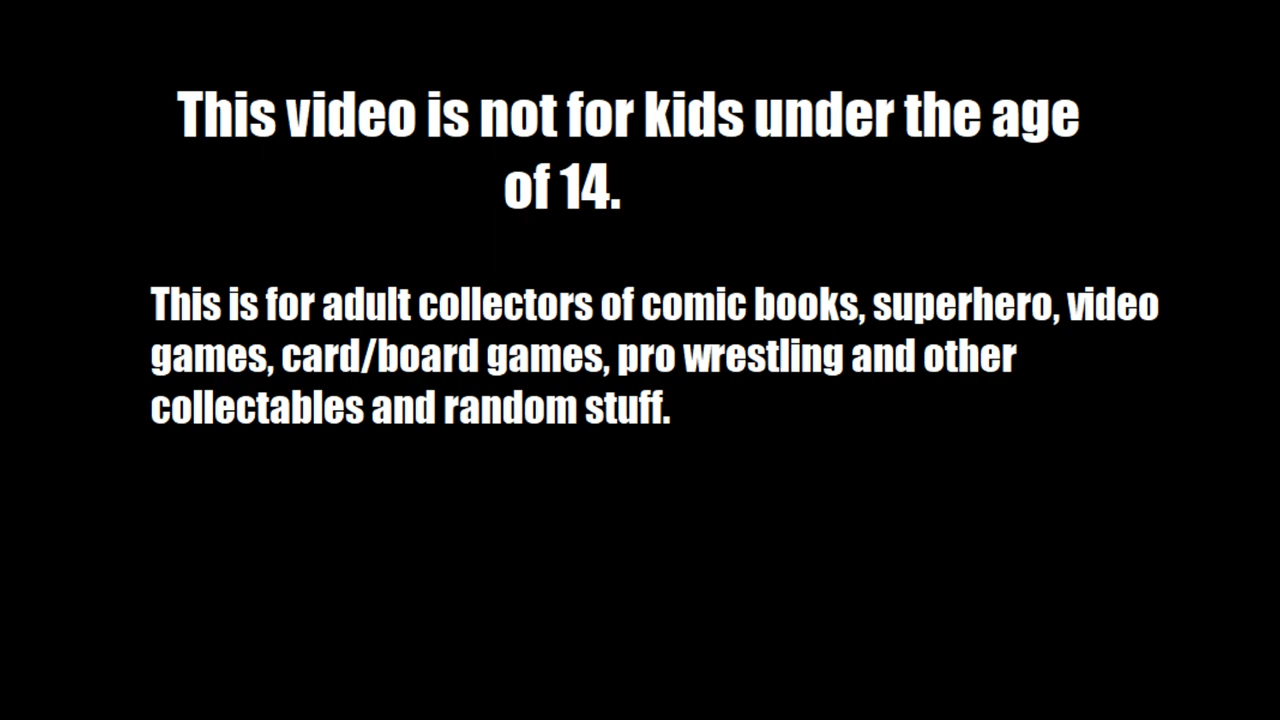 This video is not for kids under the age
of 14.
This is for adult collectors of comic books, superhero, video
games, card/board games, pro wrestling and other
collectables and random stuff.